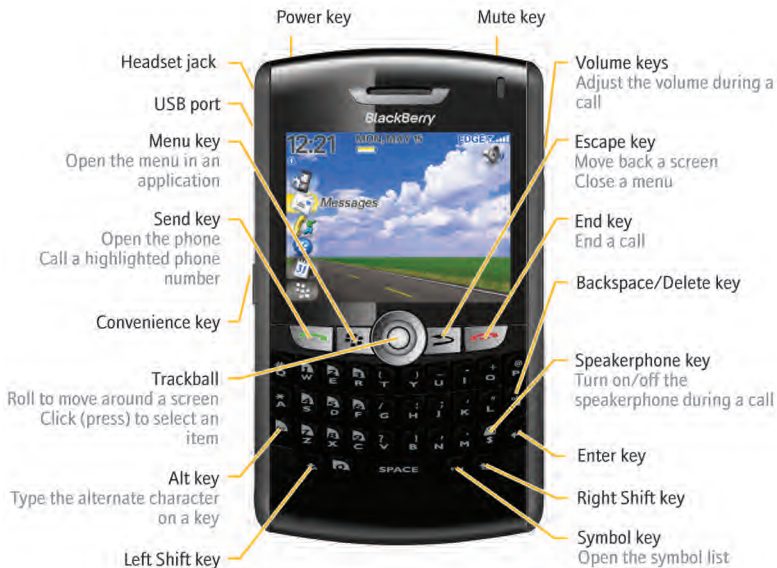 Power key
Mute key
Headset jack
USB port
Menu key
Open the menu in an
application
Send key
Open the phone
Call a highlighted phone
number
Convenience key
Trackball
Roll to move around a screen
Click (press) to select an
item
Alt key
Type the alternate character
on a key
Left Shift key
BlackBerry
12:21
MON, MAY 15
EDGE
Messages
31
Q W E R T Y U I O P
A S D F G H J K L
Z X C V B N M $
SPACE
Volume keys
Adjust the volume during a
call
Escape key
Move back a screen
Close a menu
End key
End a call
Backspace/Delete key
Speakerphone key
Turn on/off the
speakerphone during a call
Enter key
Right Shift key
Symbol key
Open the symbol list